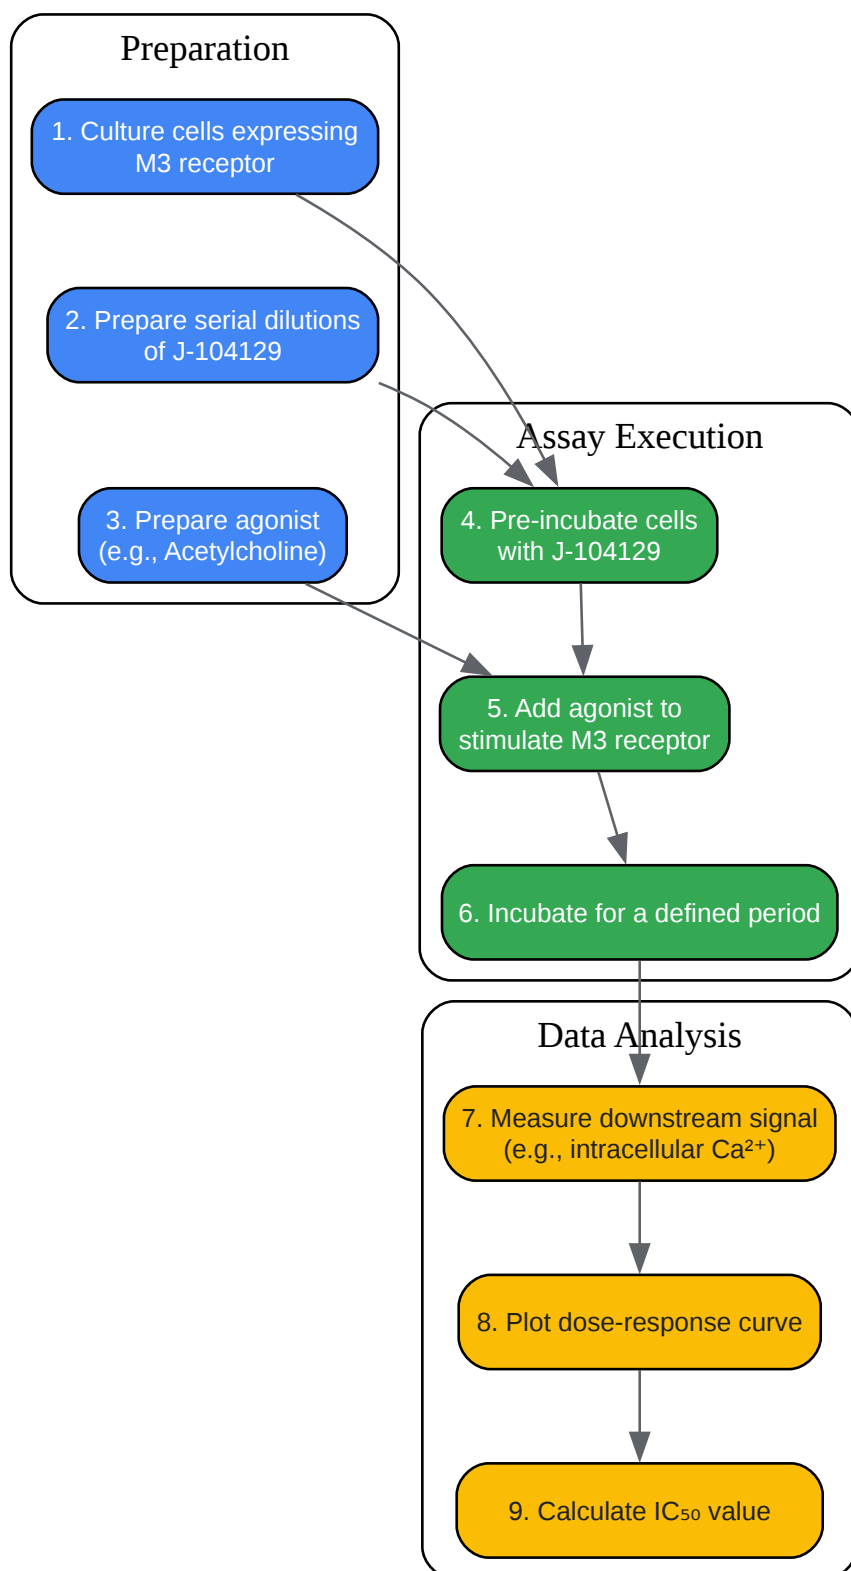 Preparation
1. Culture cells expressing
M3 receptor
2. Prepare serial dilutions
of J-104129
3. Prepare agonist
(e.g., Acetylcholine)
Assay Execution
4. Pre-incubate cells
with J-104129
5. Add agonist to
stimulate M3 receptor
6. Incubate for a defined period
Data Analysis
7. Measure downstream signal
(e.g., intracellular Ca²⁺)
8. Plot dose-response curve
9. Calculate IC₅₀ value